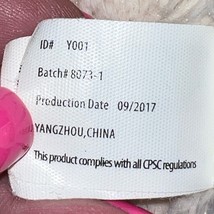 ID#   Y001
Batch# 8073-1
Production Date   09/2017
YANGZHOU,CHINA
This product complies with all CPSC regulations